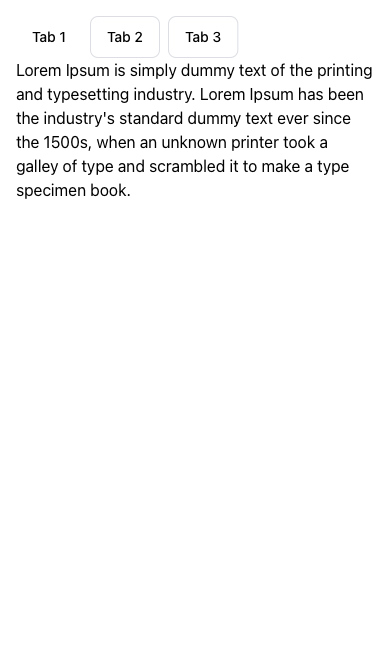 Tab 1 Tab 2 Tab 3
Lorem Ipsum is simply dummy text of the printing
and typesetting industry. Lorem Ipsum has been
the industry's standard dummy text ever since
the 1500s, when an unknown printer took a
galley of type and scrambled it to make a type
specimen book.